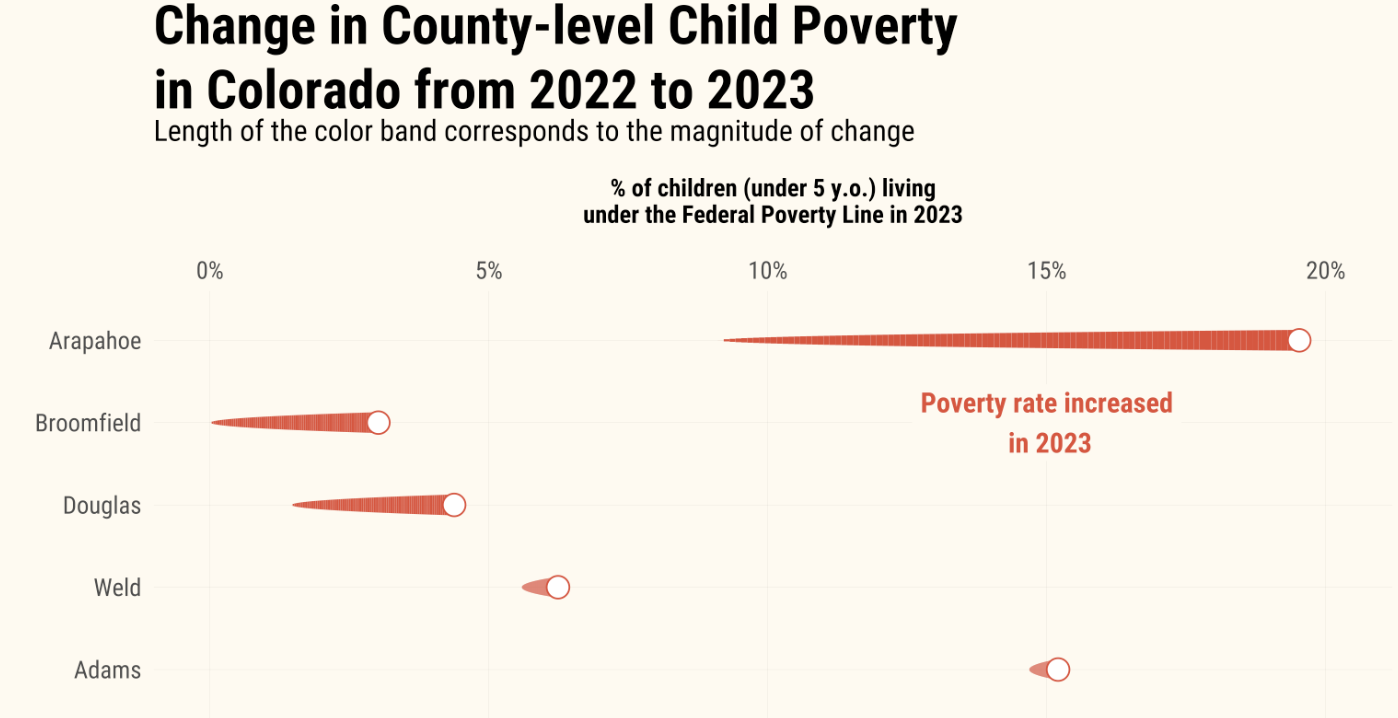 Change in County-level Child Poverty
in Colorado from 2022 to 2023
Length of the color band corresponds to the magnitude of change
% of children (under 5 y.o.) living
under the Federal Poverty Line in 2023
0% 5% 10% 15% 20%
Arapahoe
Poverty rate increased
Broomfield
in 2023
Douglas
Weld
Adams